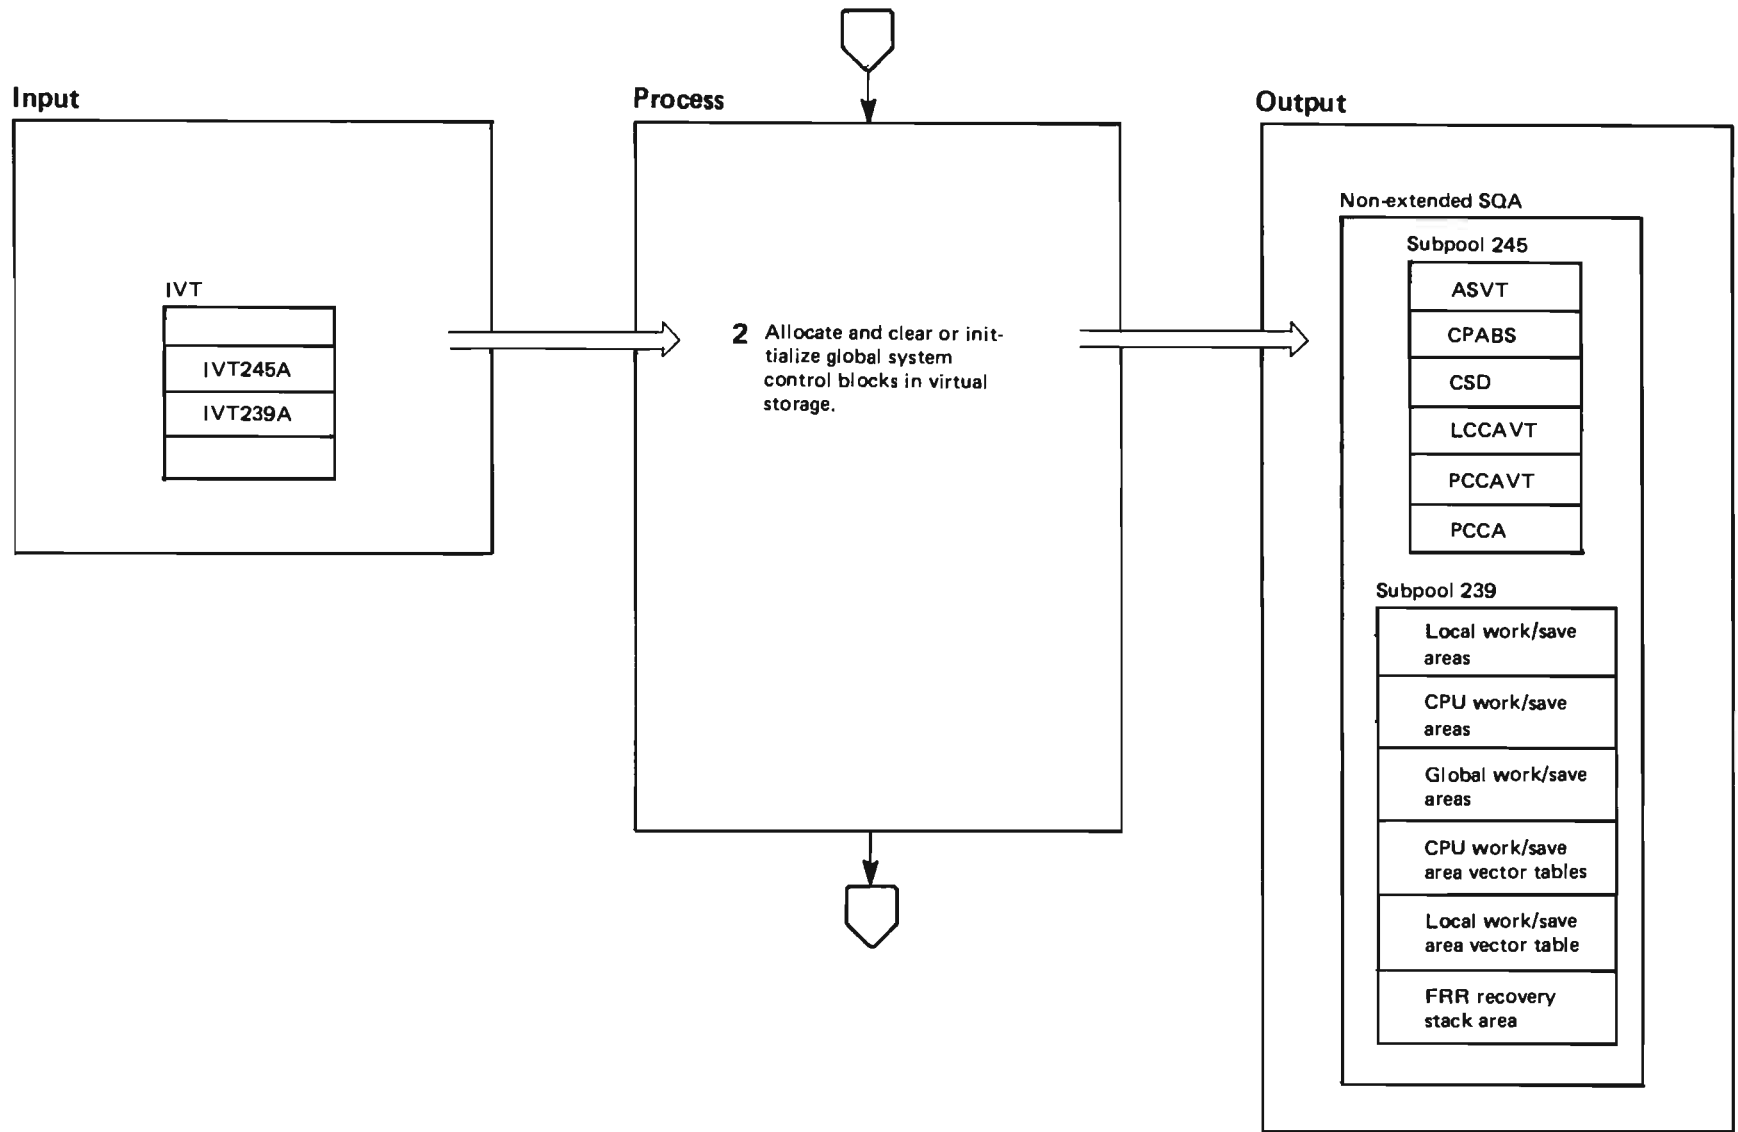 Input
IVT
IVT245A
IVT239A
Process
2 Allocate and clear or init-
tialize global system
control blocks in virtual
storage.
Output
Non-extended SQA
Subpool 245
ASVT
CPABS
CSD
LCCAVT
PCCAVT
PCCA
Subpool 239
Local work/save
areas
CPU work/save
areas
Global work/save
areas
CPU work/save
area vector tables
Local work/save
area vector table
FRR recovery
stack area